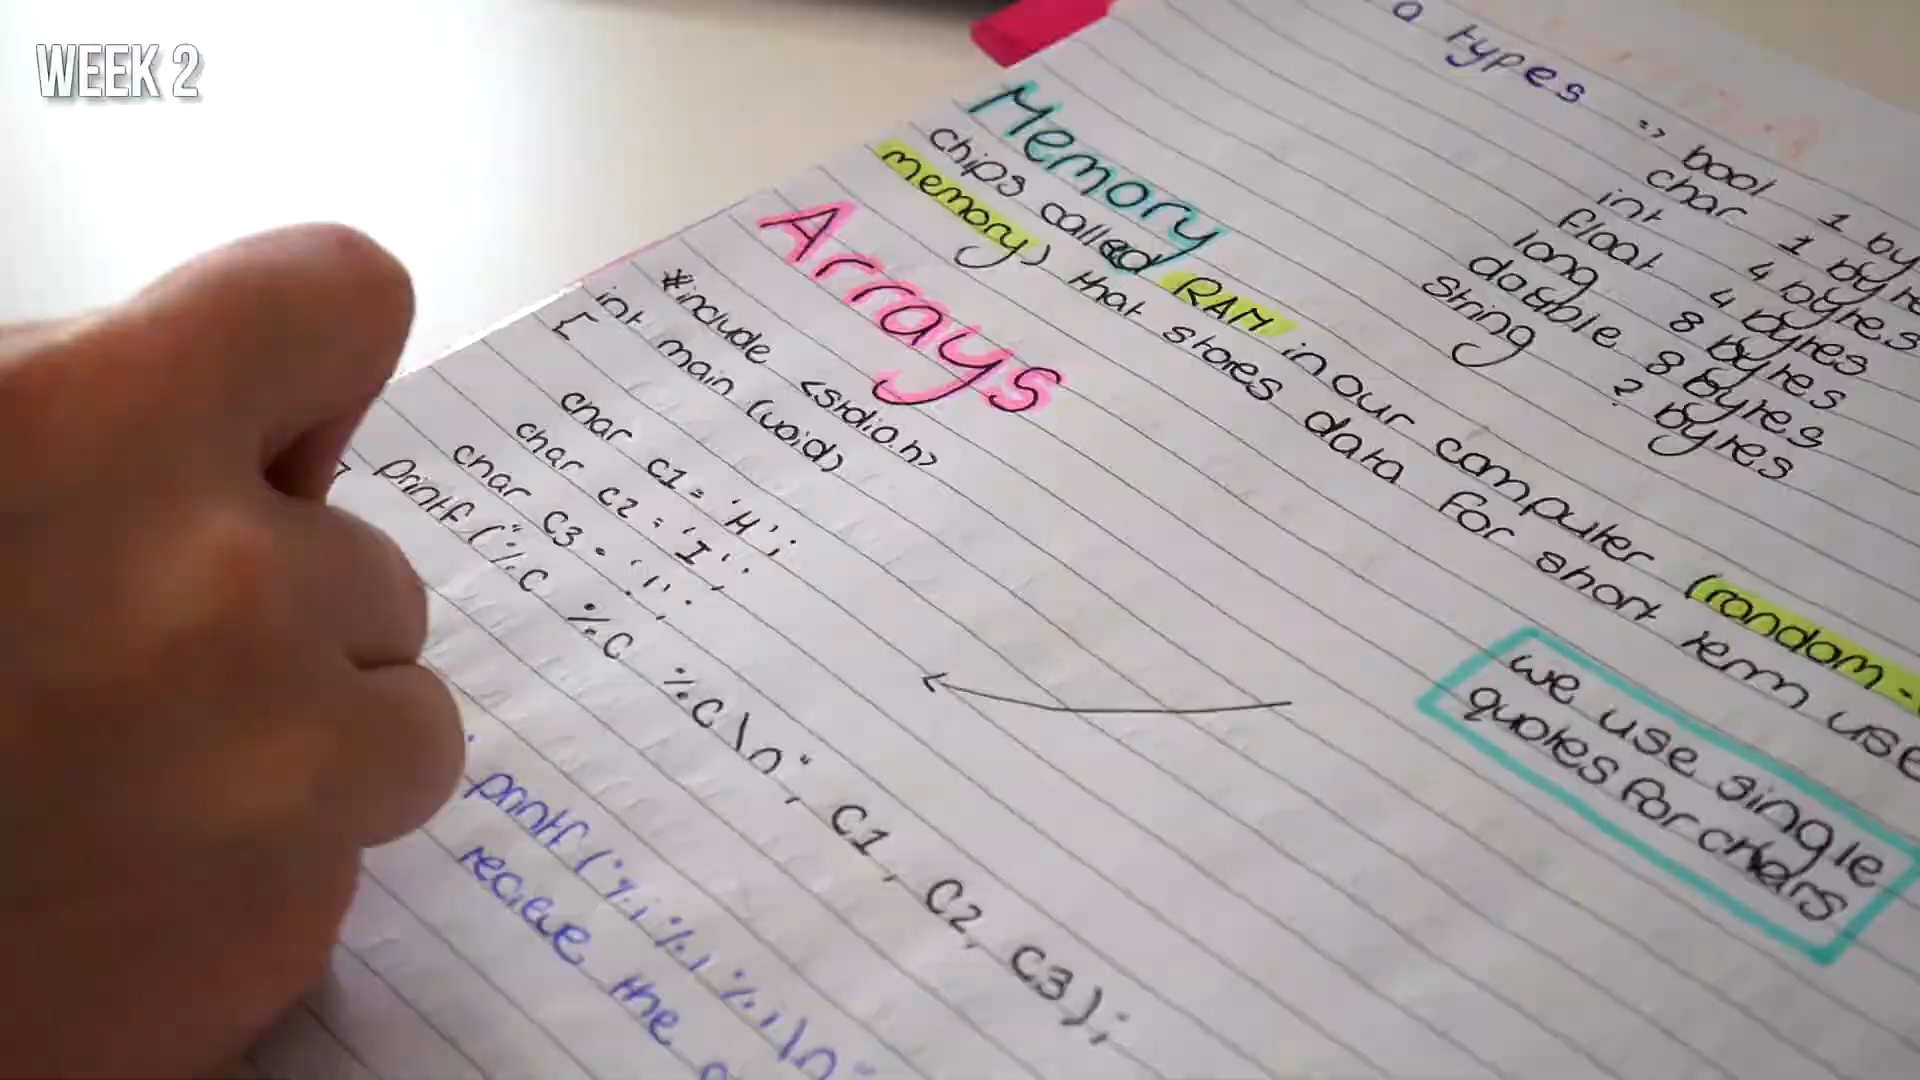 WEEK 2
a types => bool 1 by
char 1 byte
int 4 bytes
float 4 bytes
long 8 bytes
double 8 bytes
string ? bytes
Memory
chips called RAM in our computer (random-
memory) that stores data for short term use
Arrays
#include <stdio.h>
int main (void)
[
char c1 = 'H';
char c2 = 'I';
char c3 = '!';
printf ("%c %c %c\n", c1, c2, c3);
we use single
quotes for chars
printf ("%i %i %i\n"
recieve the